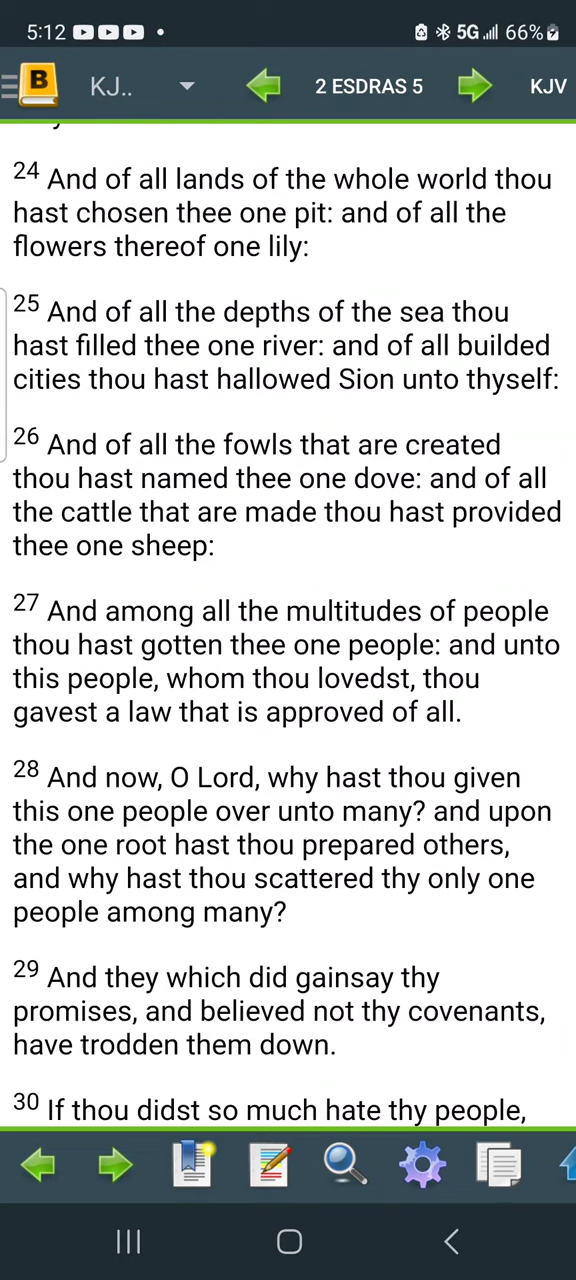 5:12
5G 66%
B KJ.. 2 ESDRAS 5 KJV
24 And of all lands of the whole world thou
hast chosen thee one pit: and of all the
flowers thereof one lily:
25 And of all the depths of the sea thou
hast filled thee one river: and of all builded
cities thou hast hallowed Sion unto thyself:
26 And of all the fowls that are created
thou hast named thee one dove: and of all
the cattle that are made thou hast provided
thee one sheep:
27 And among all the multitudes of people
thou hast gotten thee one people: and unto
this people, whom thou lovedst, thou
gavest a law that is approved of all.
28 And now, O Lord, why hast thou given
this one people over unto many? and upon
the one root hast thou prepared others,
and why hast thou scattered thy only one
people among many?
29 And they which did gainsay thy
promises, and believed not thy covenants,
have trodden them down.
30 If thou didst so much hate thy people,